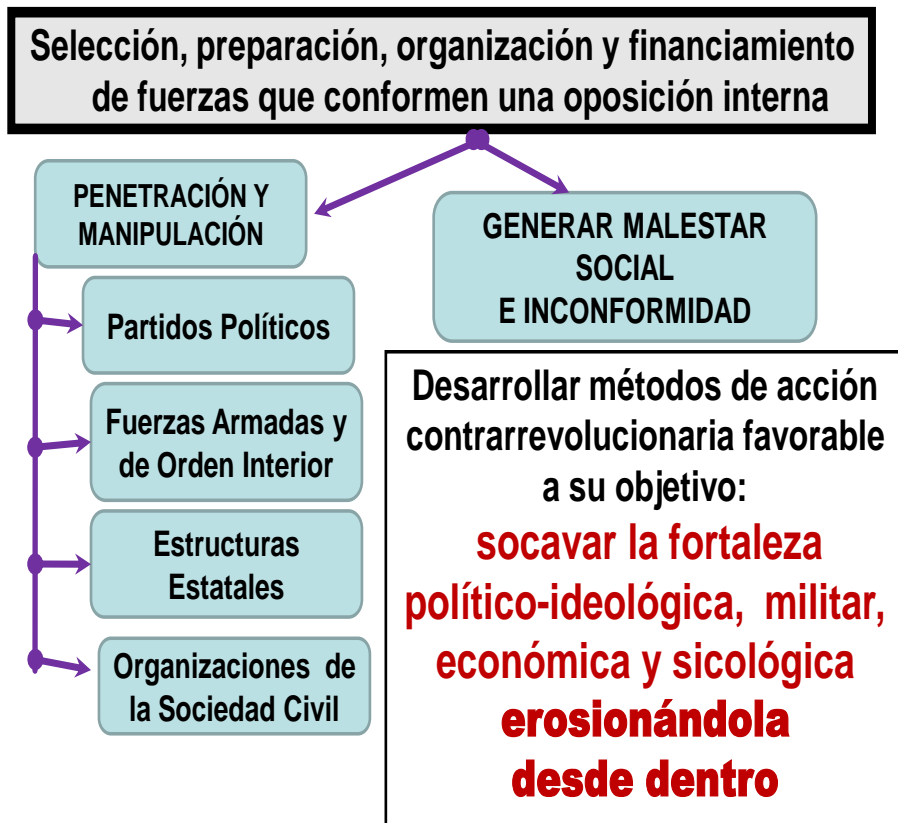 Selección, preparación, organización y financiamiento
de fuerzas que conformen una oposición interna
PENETRACIÓN Y
MANIPULACIÓN
Partidos Políticos
Fuerzas Armadas y
de Orden Interior
Estructuras
Estatales
Organizaciones de
la Sociedad Civil
GENERAR MALESTAR
SOCIAL
E INCONFORMIDAD
Desarrollar métodos de acción
contrarrevolucionaria favorable
a su objetivo:
socavar la fortaleza
político-ideológica, militar,
económica y sicológica
erosionándola
desde dentro